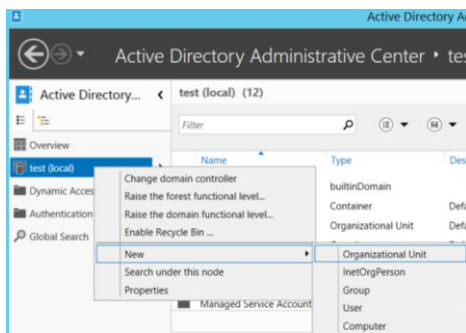 Active Directory A
Active Directory Administrative Center • tes
Active Directory...
test (local) (12)
Filter
Overview
test (local)
Dynamic Acces
Authentication
Global Search
Name
Type
Des
Change domain controller
Raise the forest functional level...
Raise the domain functional level...
Enable Recycle Bin ...
New
Search under this node
Properties
builtinDomain
Container
Defa
Organizational Unit
Defa
Organizational Unit
InetOrgPerson
Group
User
Computer
Managed Service Account